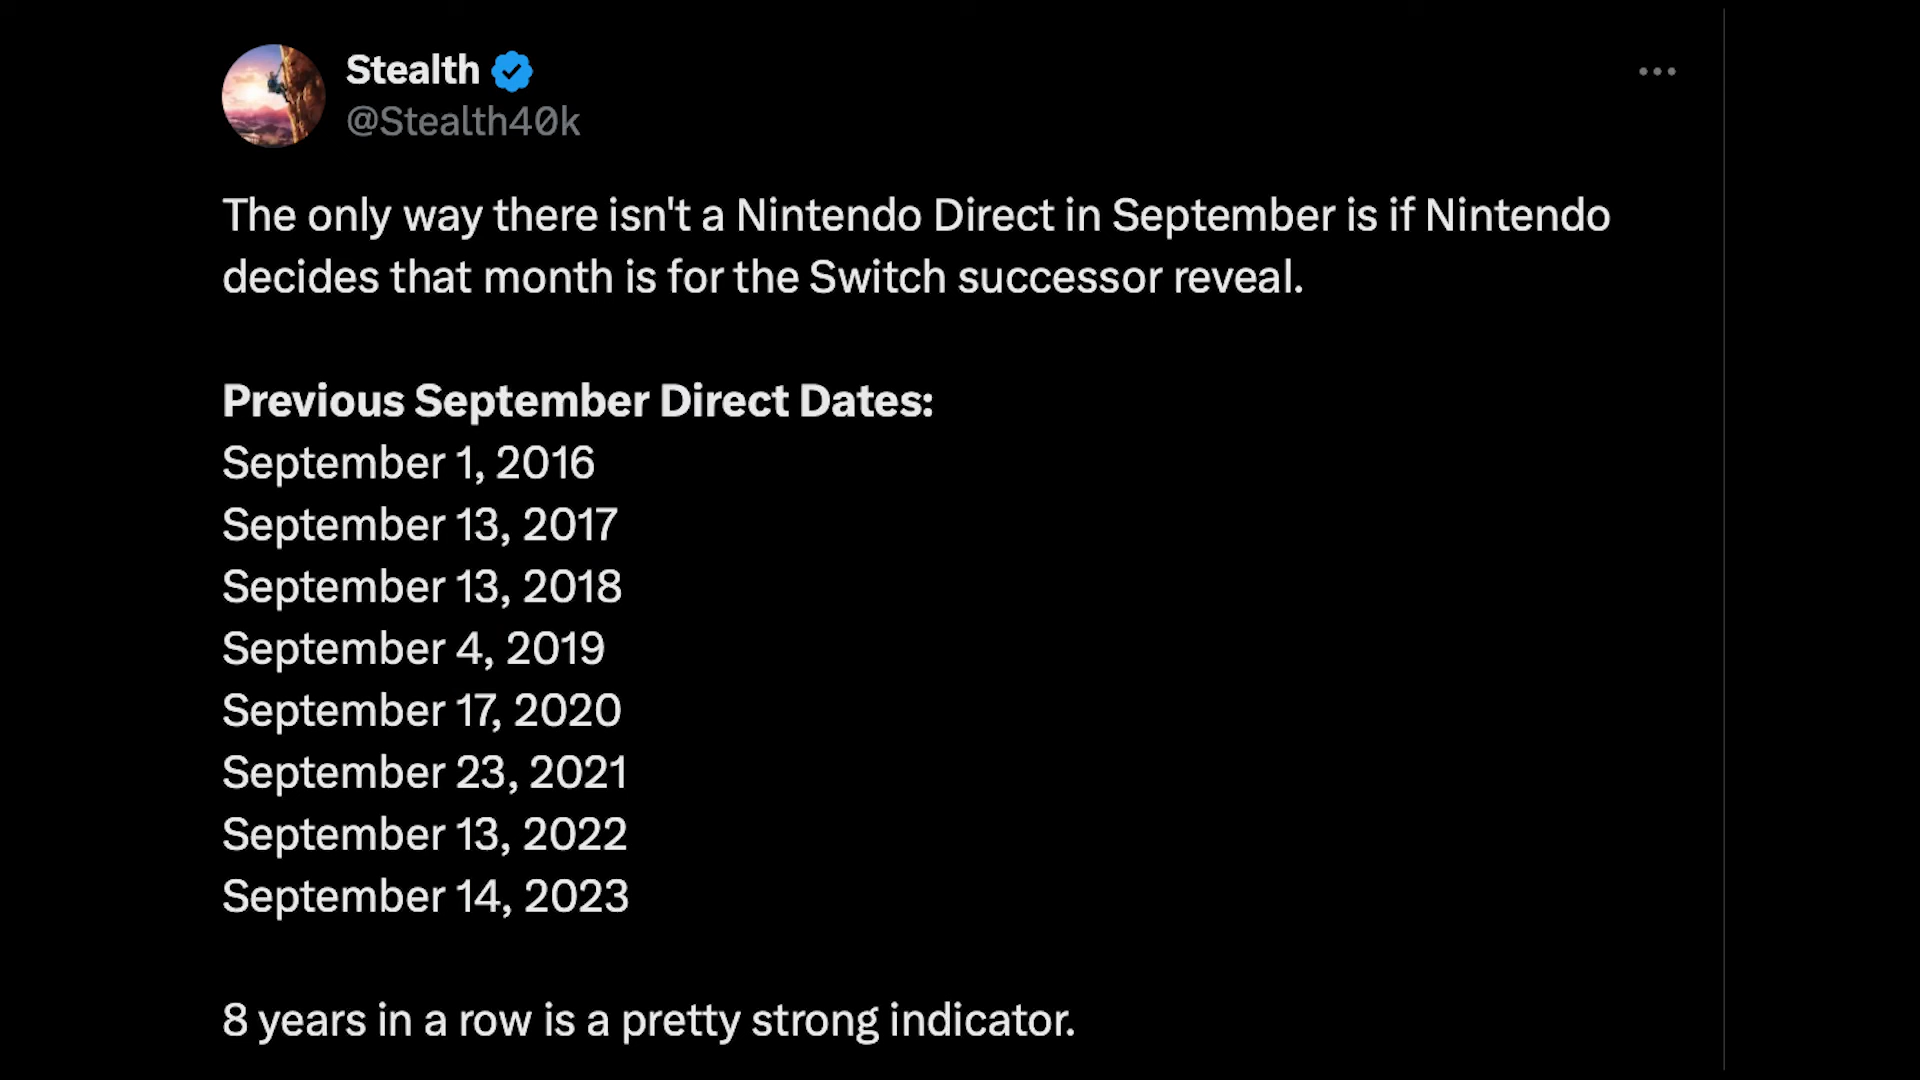 Stealth
@Stealth40k
The only way there isn't a Nintendo Direct in September is if Nintendo
decides that month is for the Switch successor reveal.
Previous September Direct Dates:
September 1, 2016
September 13, 2017
September 13, 2018
September 4, 2019
September 17, 2020
September 23, 2021
September 13, 2022
September 14, 2023
8 years in a row is a pretty strong indicator.